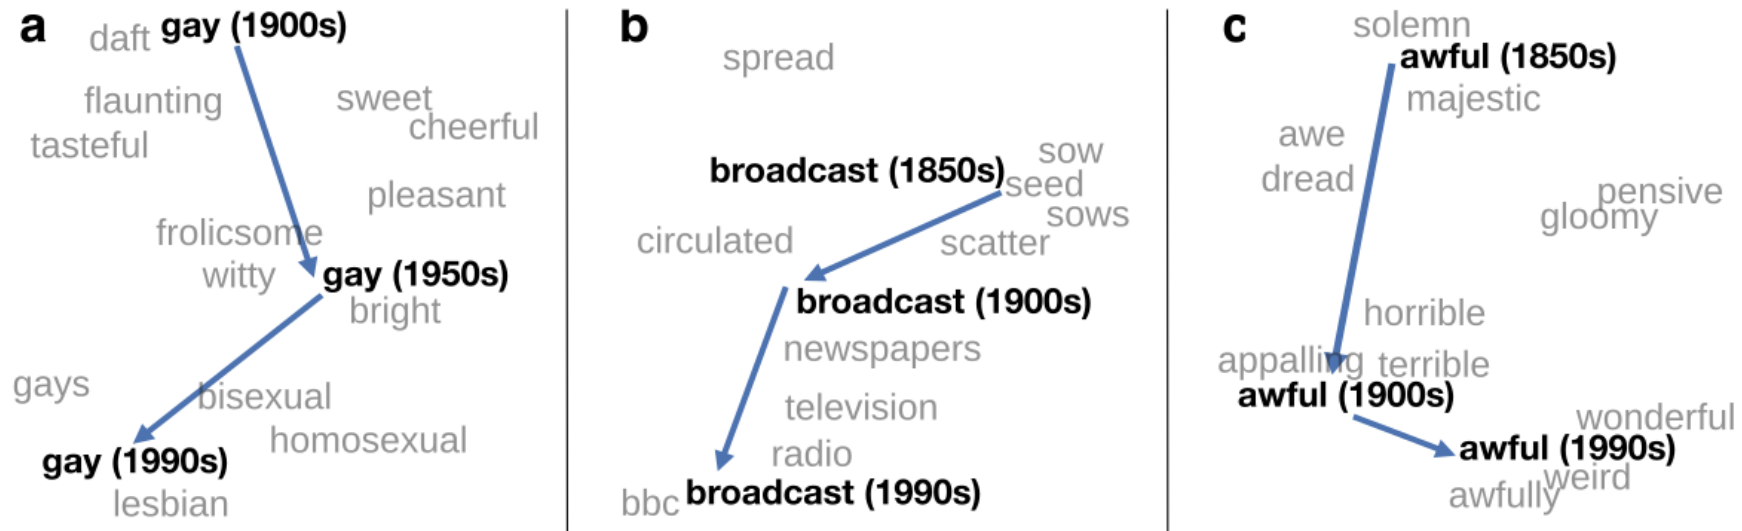 a
daft gay (1900s)
flaunting
sweet
cheerful
tasteful
pleasant
frolicsome
witty
gay (1950s)
bright
gays
bisexual
homosexual
gay (1990s)
lesbian
b
spread
sow
broadcast (1850s)
seed
sows
circulated
scatter
broadcast (1900s)
newspapers
television
radio
bbc broadcast (1990s)
c
solemn
awful (1850s)
majestic
awe
dread
pensive
gloomy
horrible
appalling
terrible
awful (1900s)
wonderful
awful (1990s)
weird
awfully